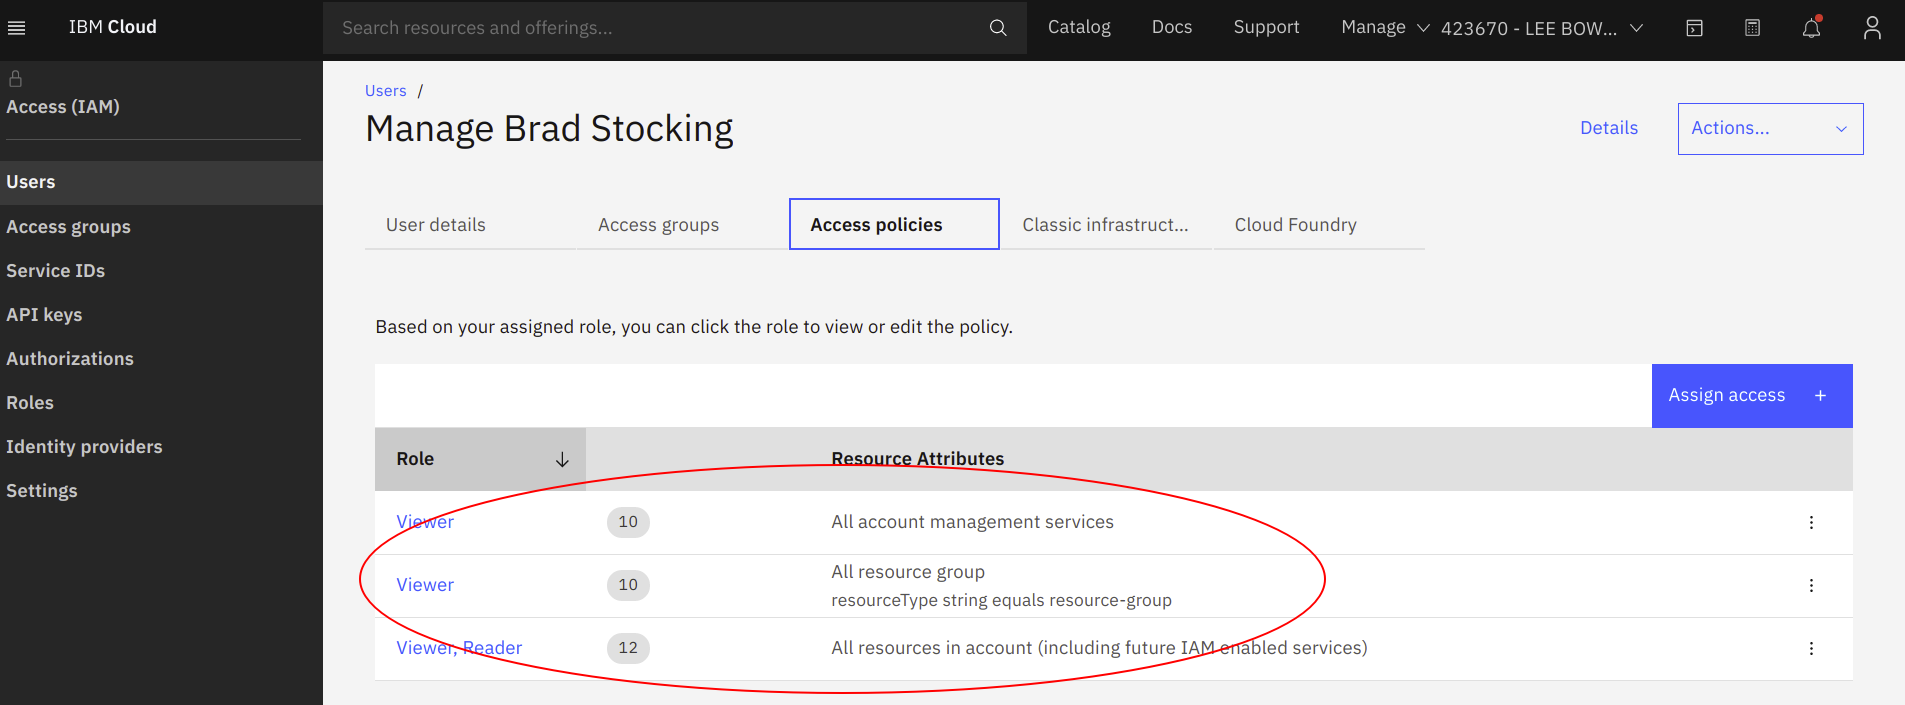 IBM Cloud
Search resources and offerings...
Catalog
Docs
Support
Manage
423670 - LEE BOW...
Access (IAM)
Users
Access groups
Service IDs
API keys
Authorizations
Roles
Identity providers
Settings
Users /
Manage Brad Stocking
Details
Actions...
User details
Access groups
Access policies
Classic infrastruct...
Cloud Foundry
Based on your assigned role, you can click the role to view or edit the policy.
Assign access +
Role
Resource Attributes
Viewer 10 All account management services
Viewer 10 All resource group
resourceType string equals resource-group
Viewer, Reader 12 All resources in account (including future IAM enabled services)